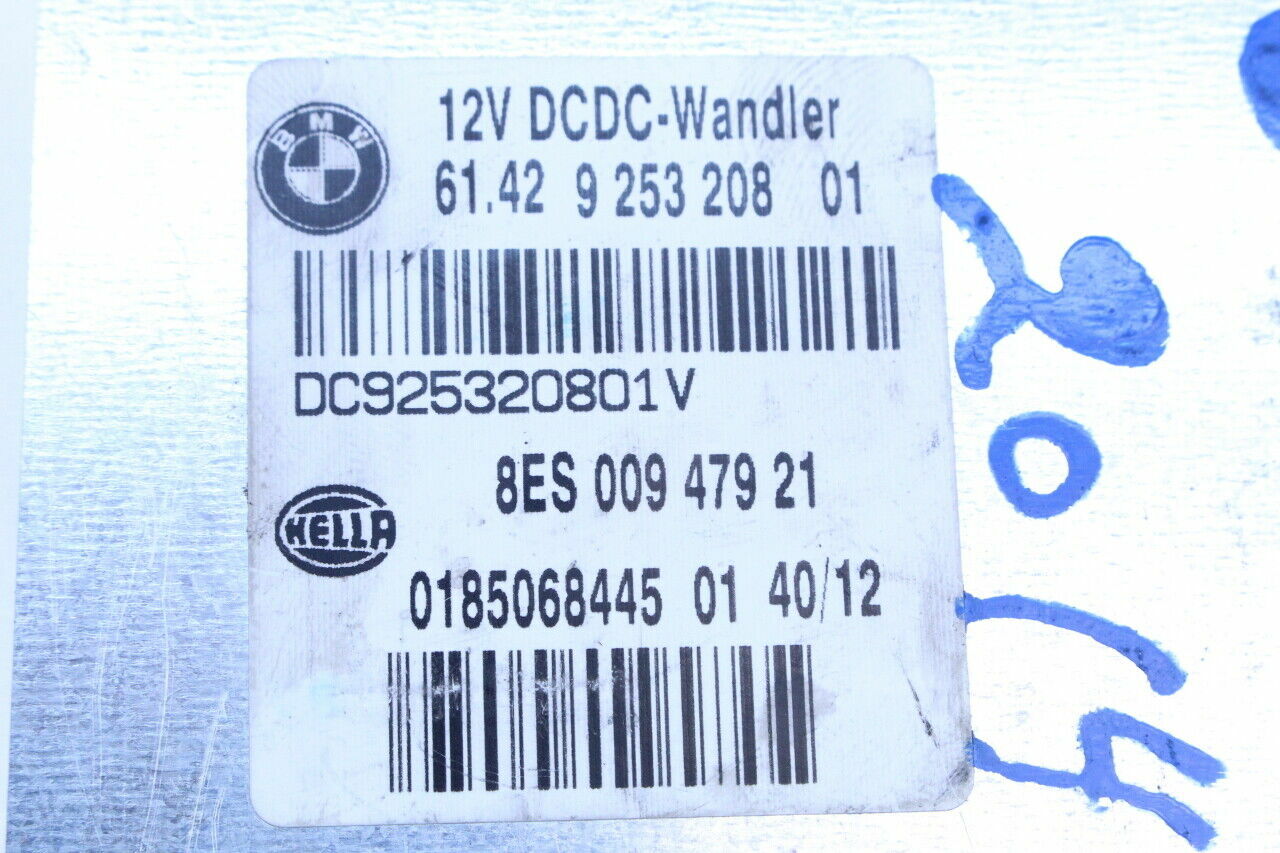 BMW
12V DCDC-Wandler
61.42 9 253 208 01
DC925320801V
8ES 009 479 21
HELLA
0185068445 01 40/12